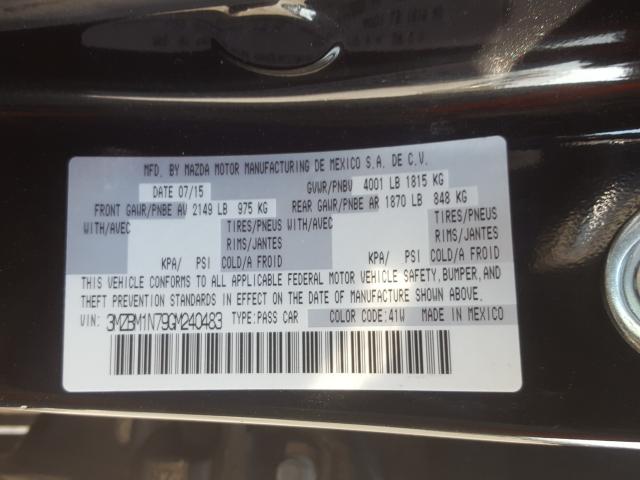 MFD. BY MAZDA MOTOR MANUFACTURING DE MEXICO S.A. DE C.V.
DATE 07/15 GVWR/PNBV 4001 LB 1815 KG
FRONT GAWR/PNBE AV 2149 LB 975 KG REAR GAWR/PNBE AR 1870 LB 848 KG
WITH/AVEC TIRES/PNEUS WITH/AVEC TIRES/PNEUS
RIMS/JANTES RIMS/JANTES
KPA/ PSI COLD/A FROID KPA/ PSI COLD/A FROID
THIS VEHICLE CONFORMS TO ALL APPLICABLE FEDERAL MOTOR VEHICLE SAFETY, BUMPER, AND
THEFT PREVENTION STANDARDS IN EFFECT ON THE DATE OF MANUFACTURE SHOWN ABOVE.
VIN: 3MZBM1N79GM240483 TYPE: PASS CAR COLOR CODE: 41W MADE IN MEXICO